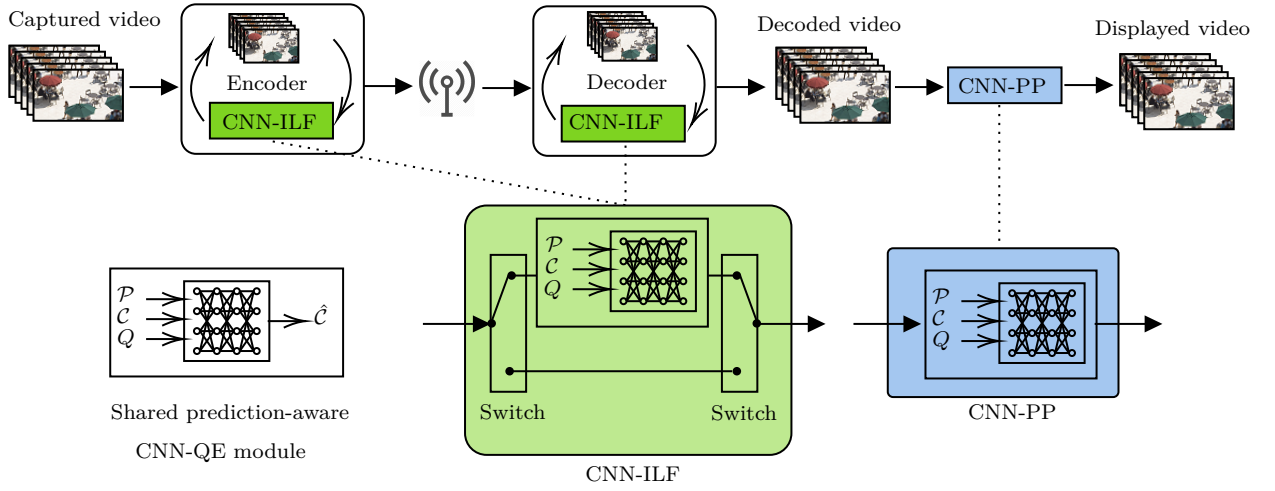 Captured video
Encoder
CNN-ILF
Decoder
CNN-ILF
Decoded video
CNN-PP
Displayed video
𝒫
𝒞
Q
𝒞̂
Shared prediction-aware
CNN-QE module
𝒫
𝒞
Q
Switch
Switch
CNN-ILF
𝒫
𝒞
Q
CNN-PP